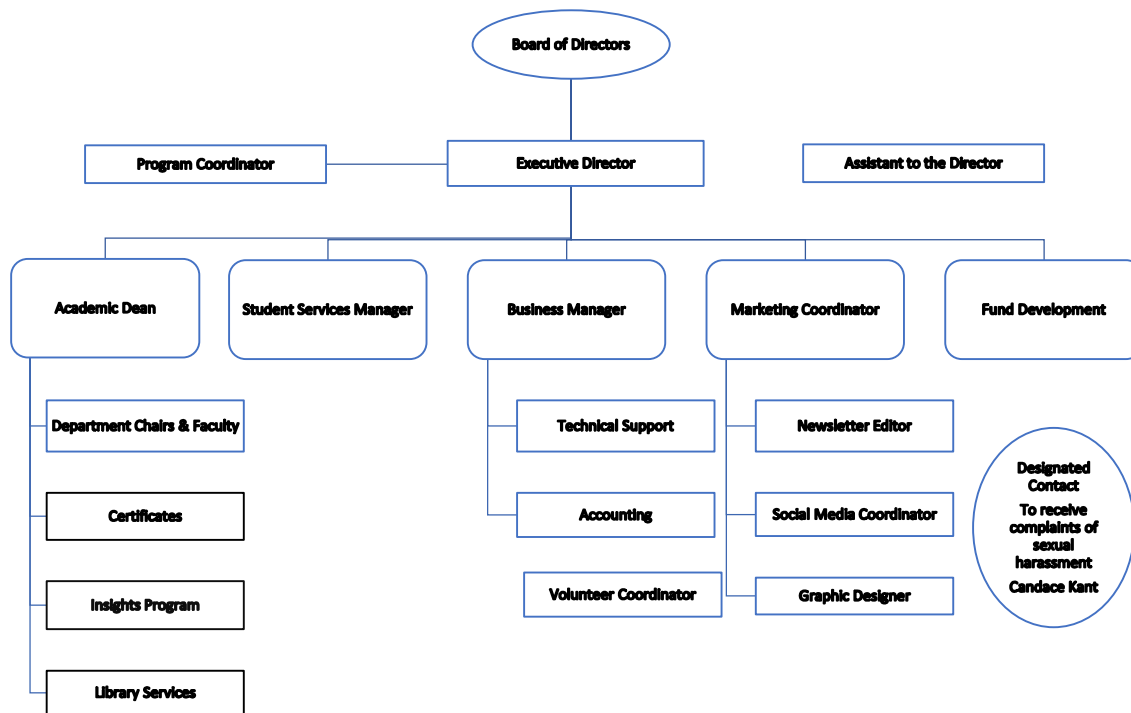 Board of Directors
Program Coordinator
Executive Director
Assistant to the Director
Academic Dean
Student Services Manager
Business Manager
Marketing Coordinator
Fund Development
Department Chairs & Faculty
Technical Support
Newsletter Editor
Designated
Contact
To receive
complaints of
sexual
harassment
Candace Kant
Certificates
Accounting
Social Media Coordinator
Insights Program
Volunteer Coordinator
Graphic Designer
Library Services